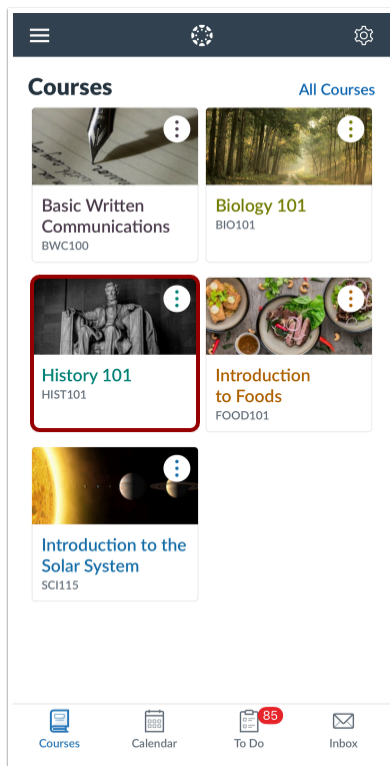 Courses
All Courses
Basic Written
Communications
BWC100
Biology 101
BIO101
History 101
HIST101
Introduction
to Foods
FOOD101
Introduction to the
Solar System
SCI115
85
Courses
Calendar
To Do
Inbox